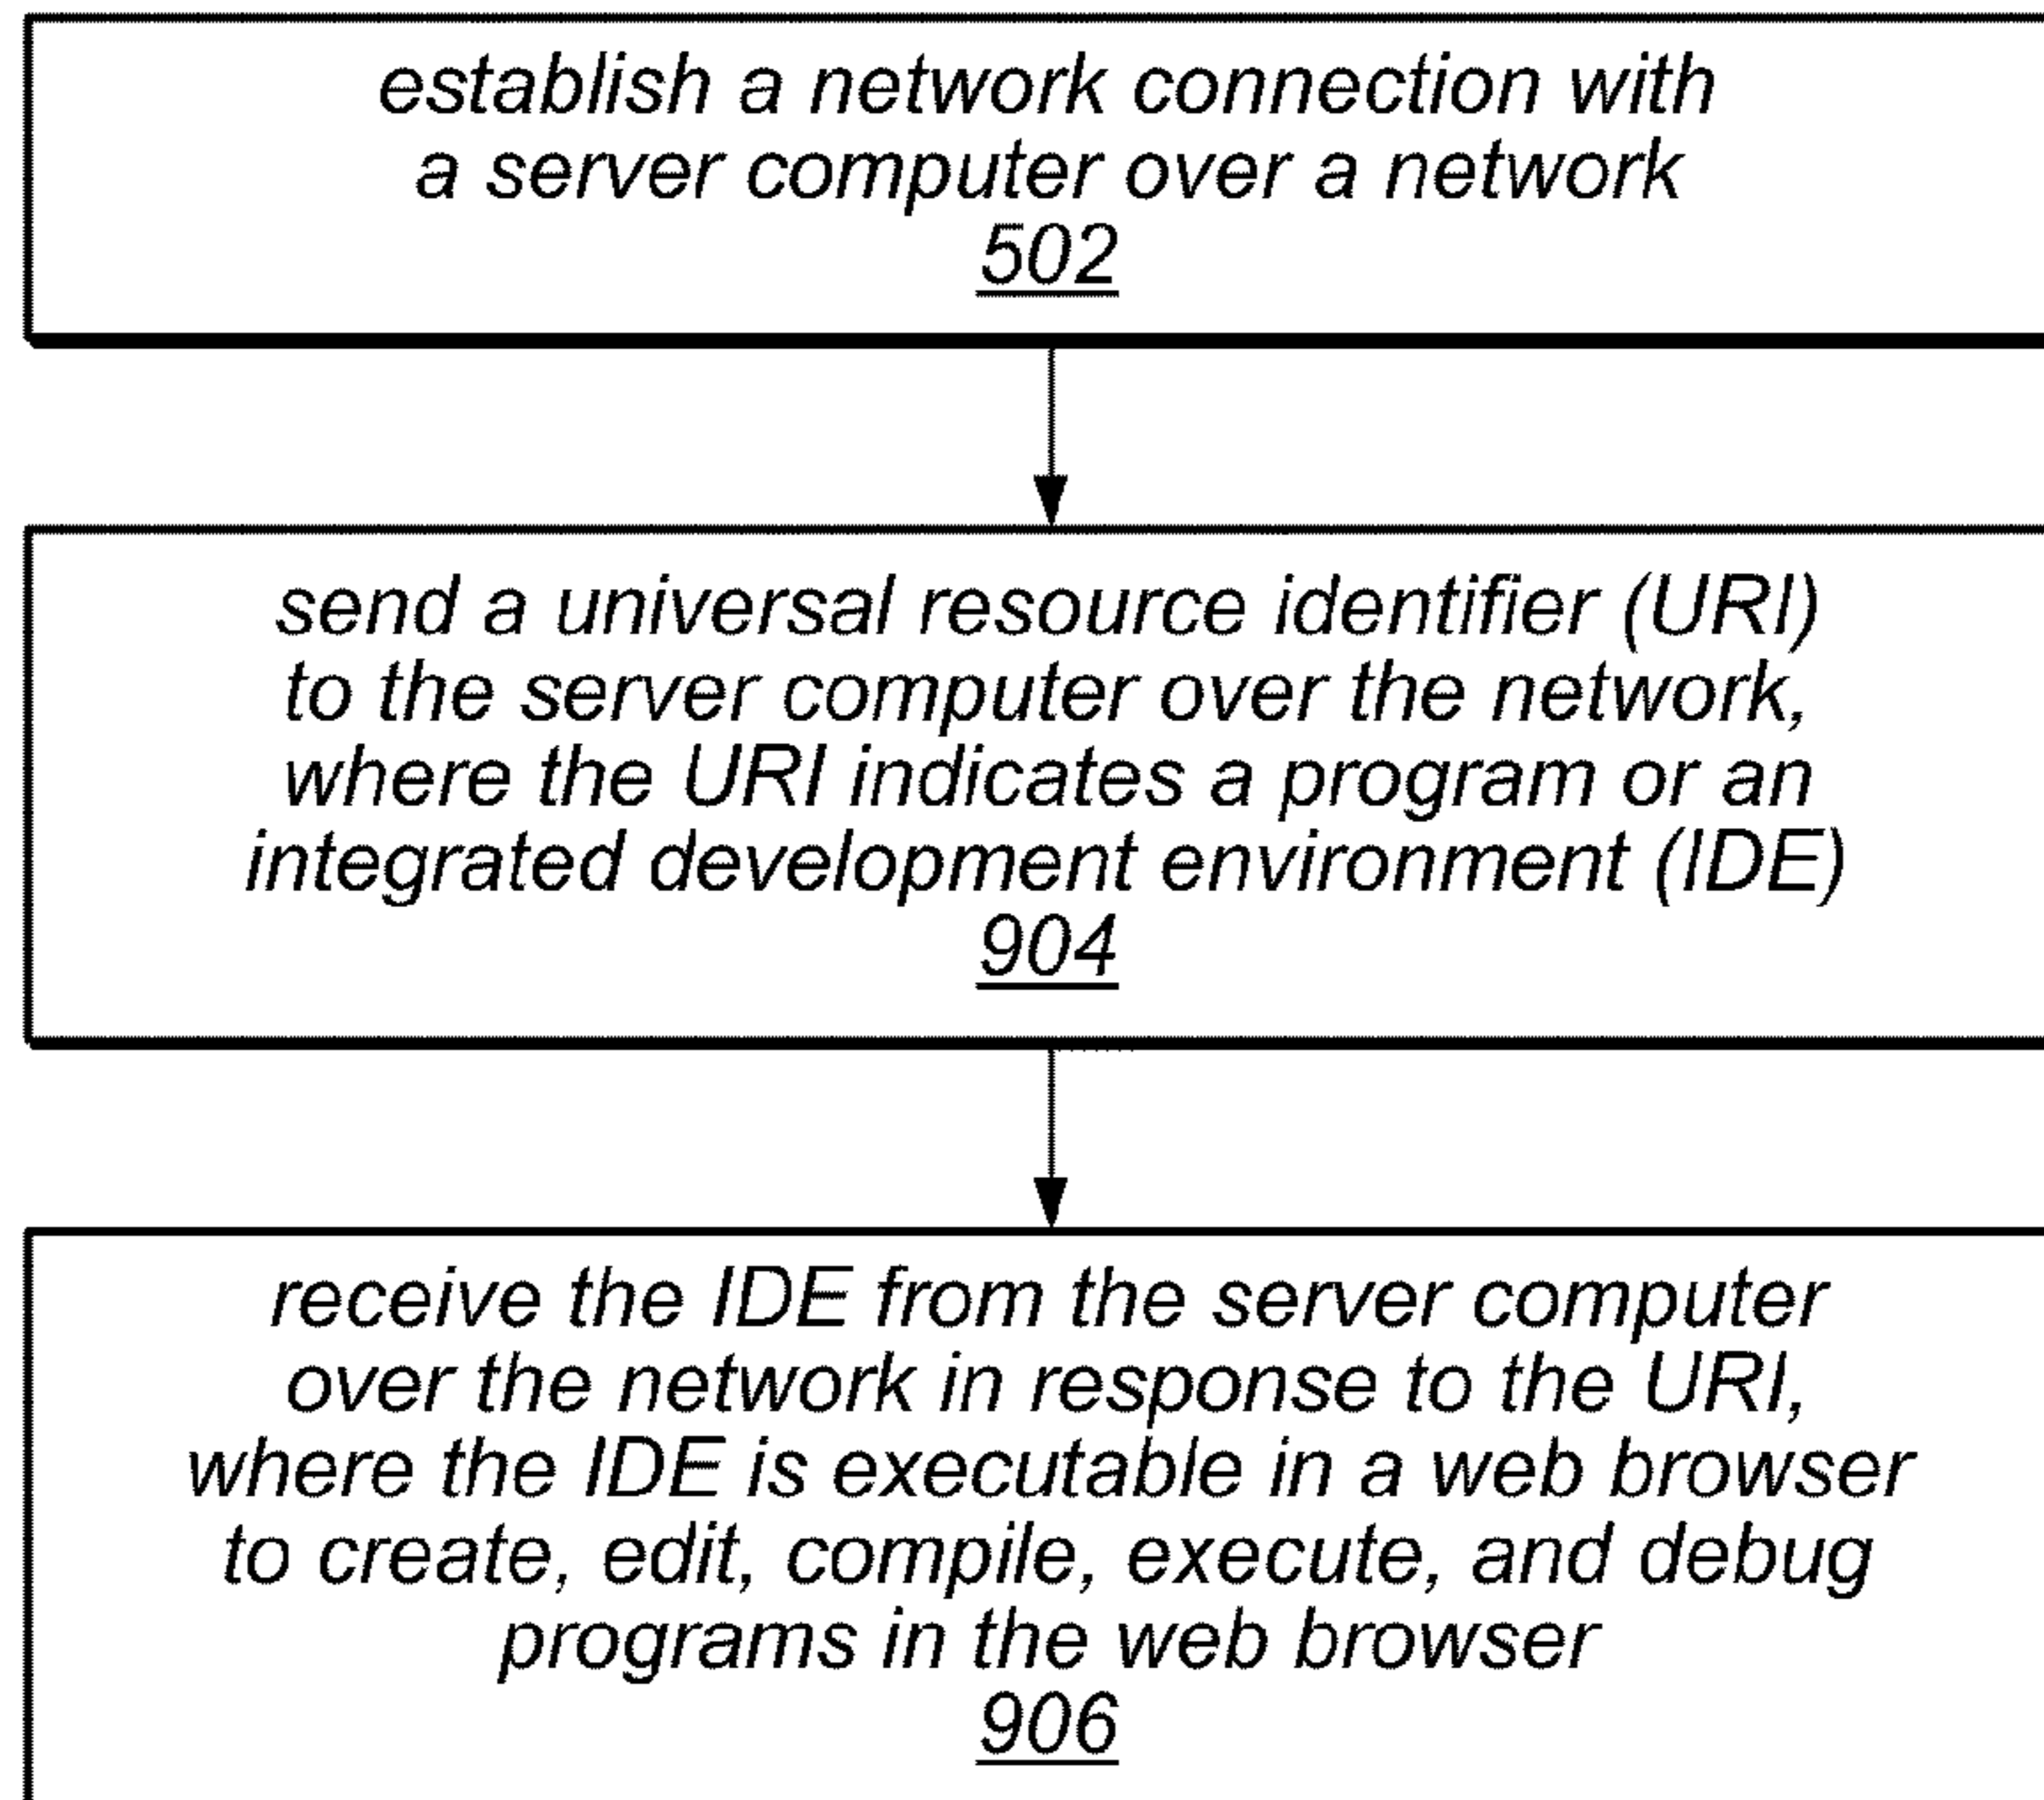 establish a network connection with
a server computer over a network
502
send a universal resource identifier (URI)
to the server computer over the network,
where the URI indicates a program or an
integrated development environment (IDE)
904
receive the IDE from the server computer
over the network in response to the URI,
where the IDE is executable in a web browser
to create, edit, compile, execute, and debug
programs in the web browser
906